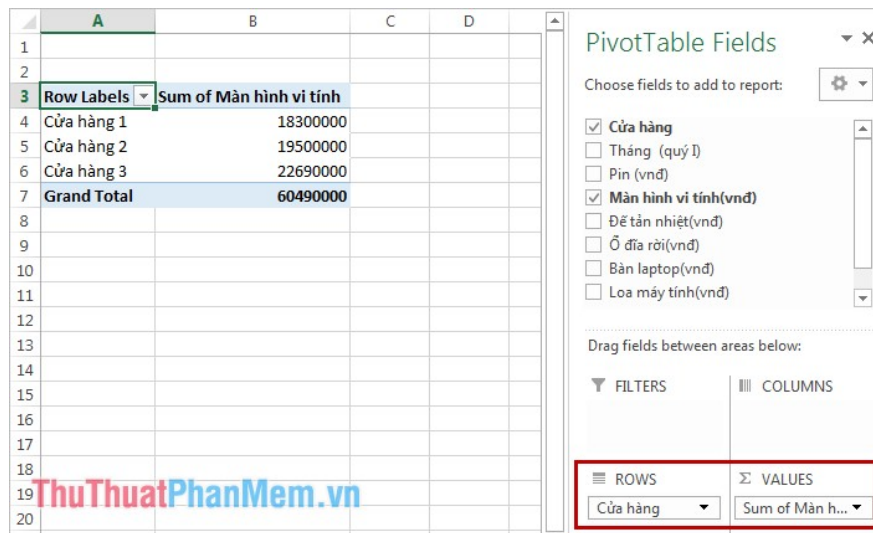 A B C D
1
2
3 Row Labels Sum of Màn hình vi tính
4 Cửa hàng 1 18300000
5 Cửa hàng 2 19500000
6 Cửa hàng 3 22690000
7 Grand Total 60490000
8
9
10
11
12
13
14
15
16
17
18
19
20
ThuThuatPhanMem.vn
PivotTable Fields
Choose fields to add to report:
Cửa hàng
Tháng (quý I)
Pin (vnđ)
Màn hình vi tính(vnđ)
Đế tản nhiệt(vnđ)
Ổ đĩa rời(vnđ)
Bàn laptop(vnđ)
Loa máy tính(vnđ)
Drag fields between areas below:
FILTERS COLUMNS
ROWS Σ VALUES
Cửa hàng Sum of Màn h...